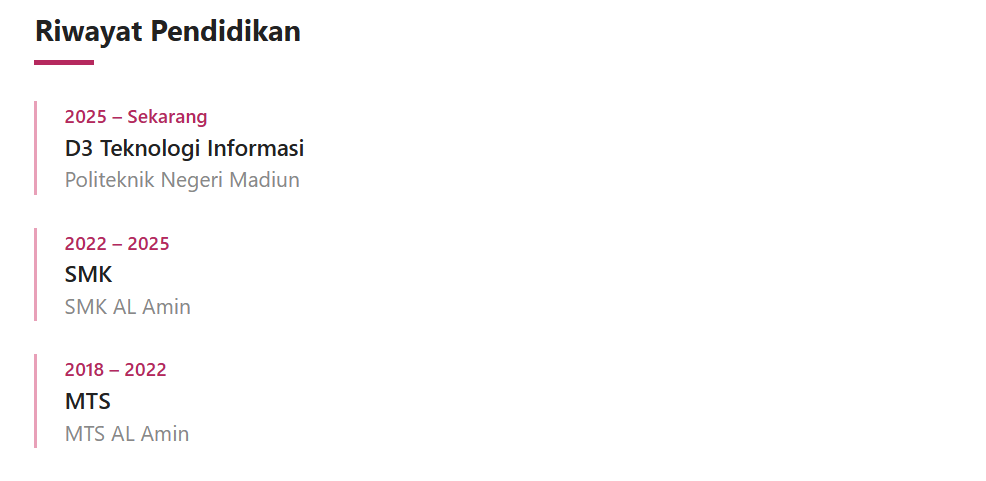 Riwayat Pendidikan
2025 – Sekarang
D3 Teknologi Informasi
Politeknik Negeri Madiun
2022 – 2025
SMK
SMK AL Amin
2018 – 2022
MTS
MTS AL Amin